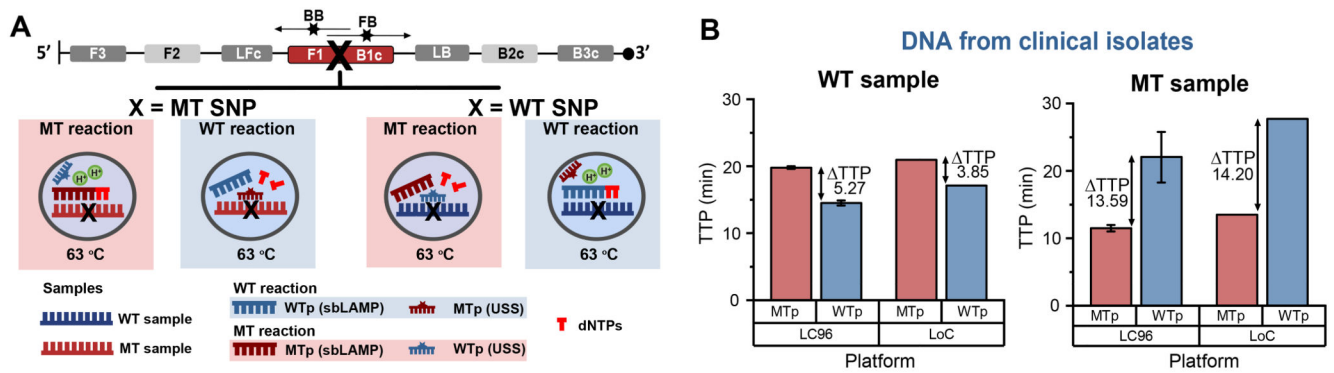 A
BB
FB
5’
F3
F2
LFc
F1
X
B1c
LB
B2c
B3c
3’
X = MT SNP
X = WT SNP
MT reaction
WT reaction
MT reaction
WT reaction
H+
H+
H+
H+
X
X
X
X
63 °C
63 °C
63 °C
63 °C
Samples
WT sample
MT sample
WT reaction
WTp (sbLAMP)
MTp (USS)
MT reaction
MTp (sbLAMP)
WTp (USS)
dNTPs
B
DNA from clinical isolates
WT sample
TTP (min)
30
20
10
0
ΔTTP
5.27
ΔTTP
3.85
MTp
WTp
MTp
WTp
LC96
LoC
Platform
MT sample
TTP (min)
30
20
10
0
ΔTTP
13.59
ΔTTP
14.20
MTp
WTp
MTp
WTp
LC96
LoC
Platform